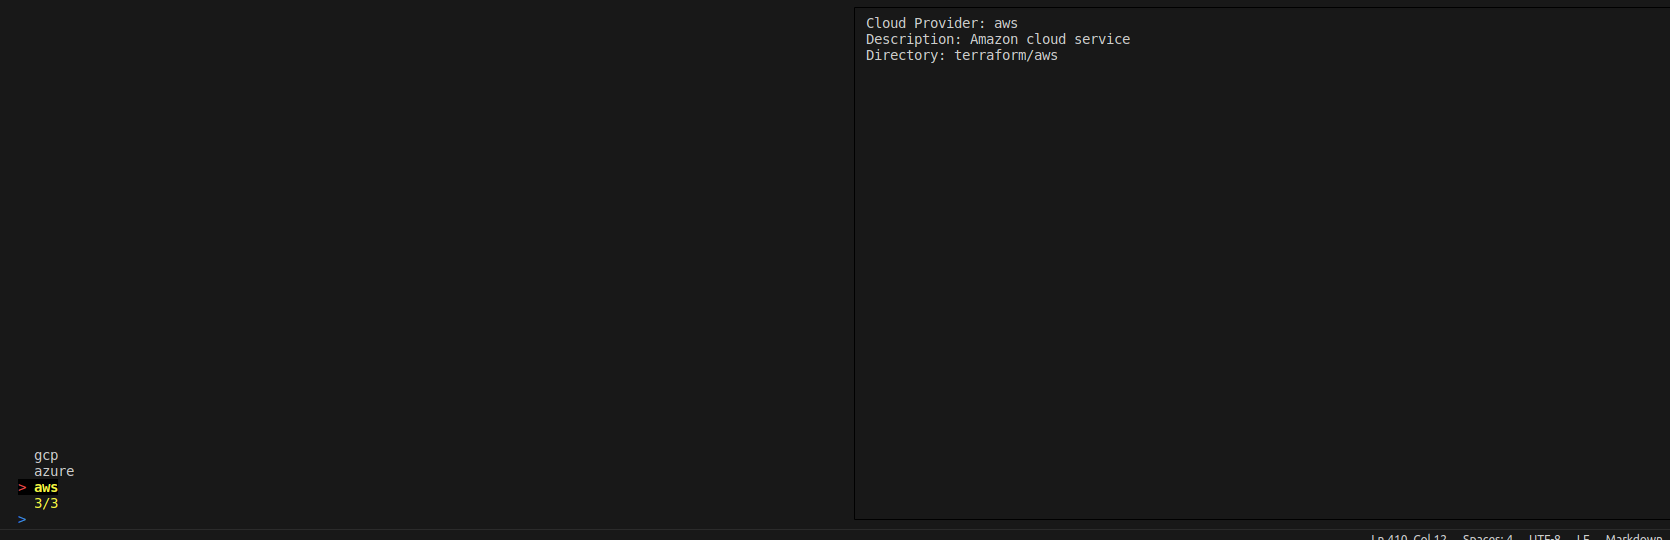 Cloud Provider: aws
Description: Amazon cloud service
Directory: terraform/aws
gcp
azure
> aws
3/3
>
Ln 410, Col 12 Spaces: 4 UTF-8 LF Markdown